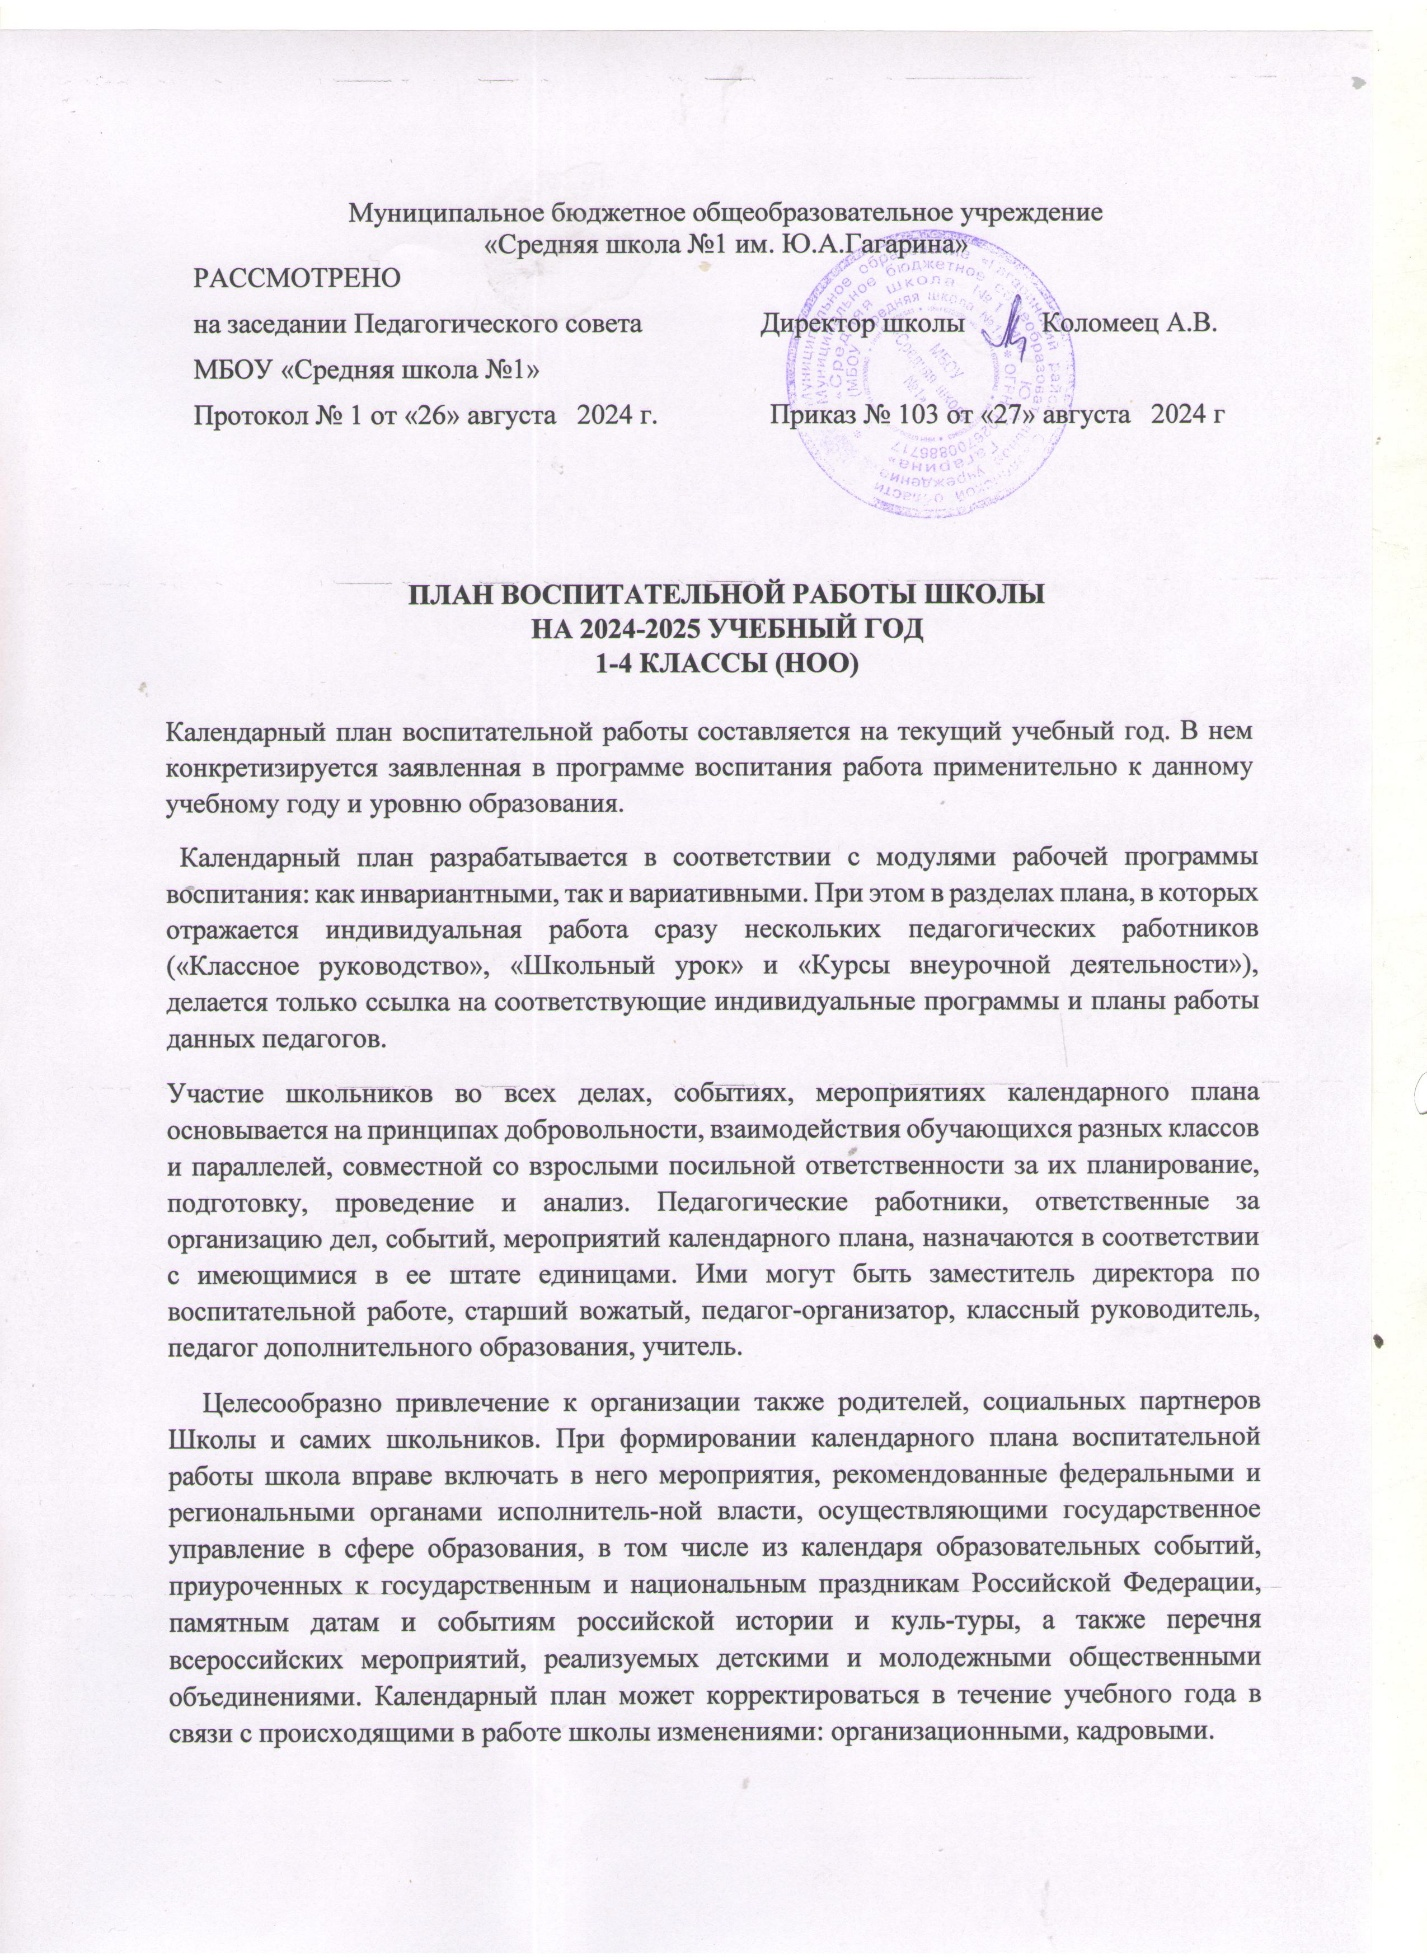 Муниципальное бюджетное общеобразовательное учреждение
«Средняя школа №1 им. Ю.А.Гагарина»
РАССМОТРЕНО
на заседании Педагогического совета Директор школы Коломеец А.В.
МБОУ «Средняя школа №1»
Протокол № 1 от «26» августа 2024 г. Приказ № 103 от «27» августа 2024 г
МБОУ
«Средняя школа
№1»
ПЛАН ВОСПИТАТЕЛЬНОЙ РАБОТЫ ШКОЛЫ
НА 2024-2025 УЧЕБНЫЙ ГОД
1-4 КЛАССЫ (НОО)
Календарный план воспитательной работы составляется на текущий учебный год. В нем
конкретизируется заявленная в программе воспитания работа применительно к данному
учебному году и уровню образования.
Календарный план разрабатывается в соответствии с модулями рабочей программы
воспитания: как инвариантными, так и вариативными. При этом в разделах плана, в которых
отражается индивидуальная работа сразу нескольких педагогических работников
(«Классное руководство», «Школьный урок» и «Курсы внеурочной деятельности»),
делается только ссылка на соответствующие индивидуальные программы и планы работы
данных педагогов.
Участие школьников во всех делах, событиях, мероприятиях календарного плана
основывается на принципах добровольности, взаимодействия обучающихся разных классов
и параллелей, совместной со взрослыми посильной ответственности за их планирование,
подготовку, проведение и анализ. Педагогические работники, ответственные за
организацию дел, событий, мероприятий календарного плана, назначаются в соответствии
с имеющимися в ее штате единицами. Ими могут быть заместитель директора по
воспитательной работе, старший вожатый, педагог-организатор, классный руководитель,
педагог дополнительного образования, учитель.
Целесообразно привлечение к организации также родителей, социальных партнеров
Школы и самих школьников. При формировании календарного плана воспитательной
работы школа вправе включать в него мероприятия, рекомендованные федеральными и
региональными органами исполнитель-ной власти, осуществляющими государственное
управление в сфере образования, в том числе из календаря образовательных событий,
приуроченных к государственным и национальным праздникам Российской Федерации,
памятным датам и событиям российской истории и куль-туры, а также перечня
всероссийских мероприятий, реализуемых детскими и молодежными общественными
объединениями. Календарный план может корректироваться в течение учебного года в
связи с происходящими в работе школы изменениями: организационными, кадровыми.